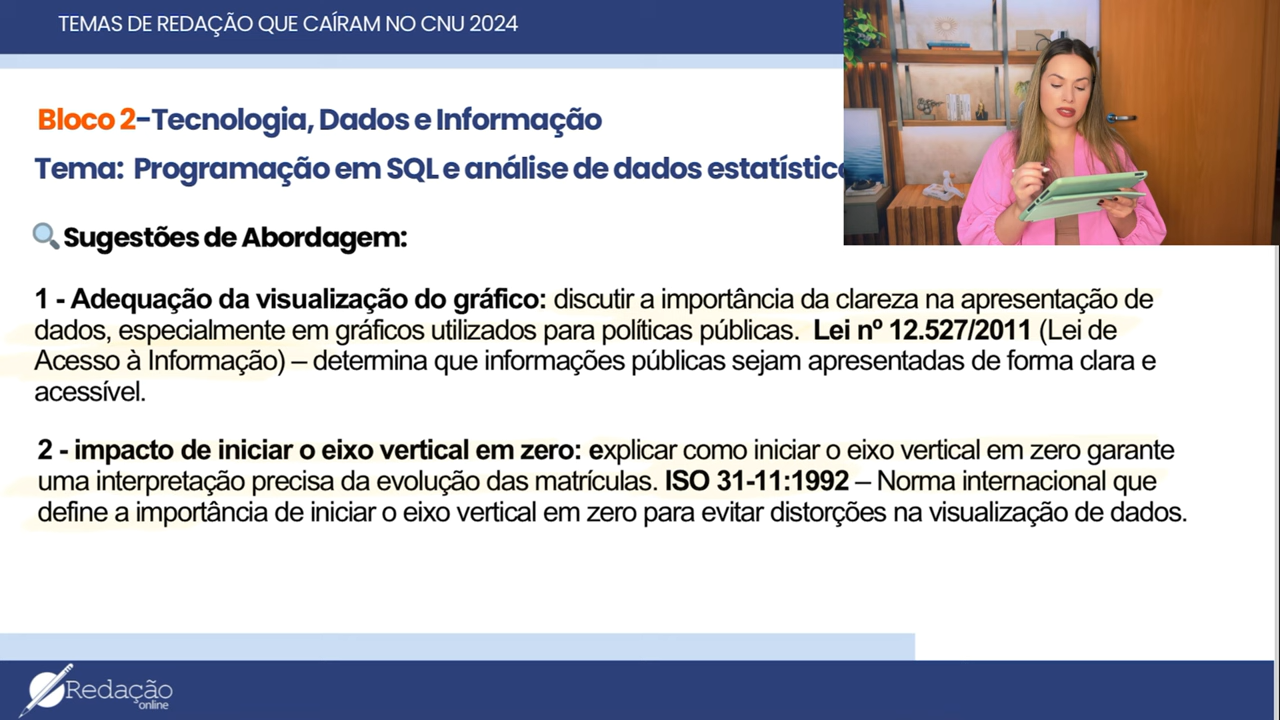 TEMAS DE REDAÇÃO QUE CAÍRAM NO CNU 2024
Bloco 2-Tecnologia, Dados e Informação
Tema: Programação em SQL e análise de dados
Sugestões de Abordagem:
1 - Adequação da visualização do gráfico: discutir a importância da clareza na apresentação de
dados, especialmente em gráficos utilizados para políticas públicas. Lei nº 12.527/2011 (Lei de
Acesso à Informação) – determina que informações públicas sejam apresentadas de forma clara e
acessível.
2 - impacto de iniciar o eixo vertical em zero: explicar como iniciar o eixo vertical em zero garante
uma interpretação precisa da evolução das matrículas. ISO 31-11:1992 – Norma internacional que
define a importância de iniciar o eixo vertical em zero para evitar distorções na visualização de dados.
Redação
online